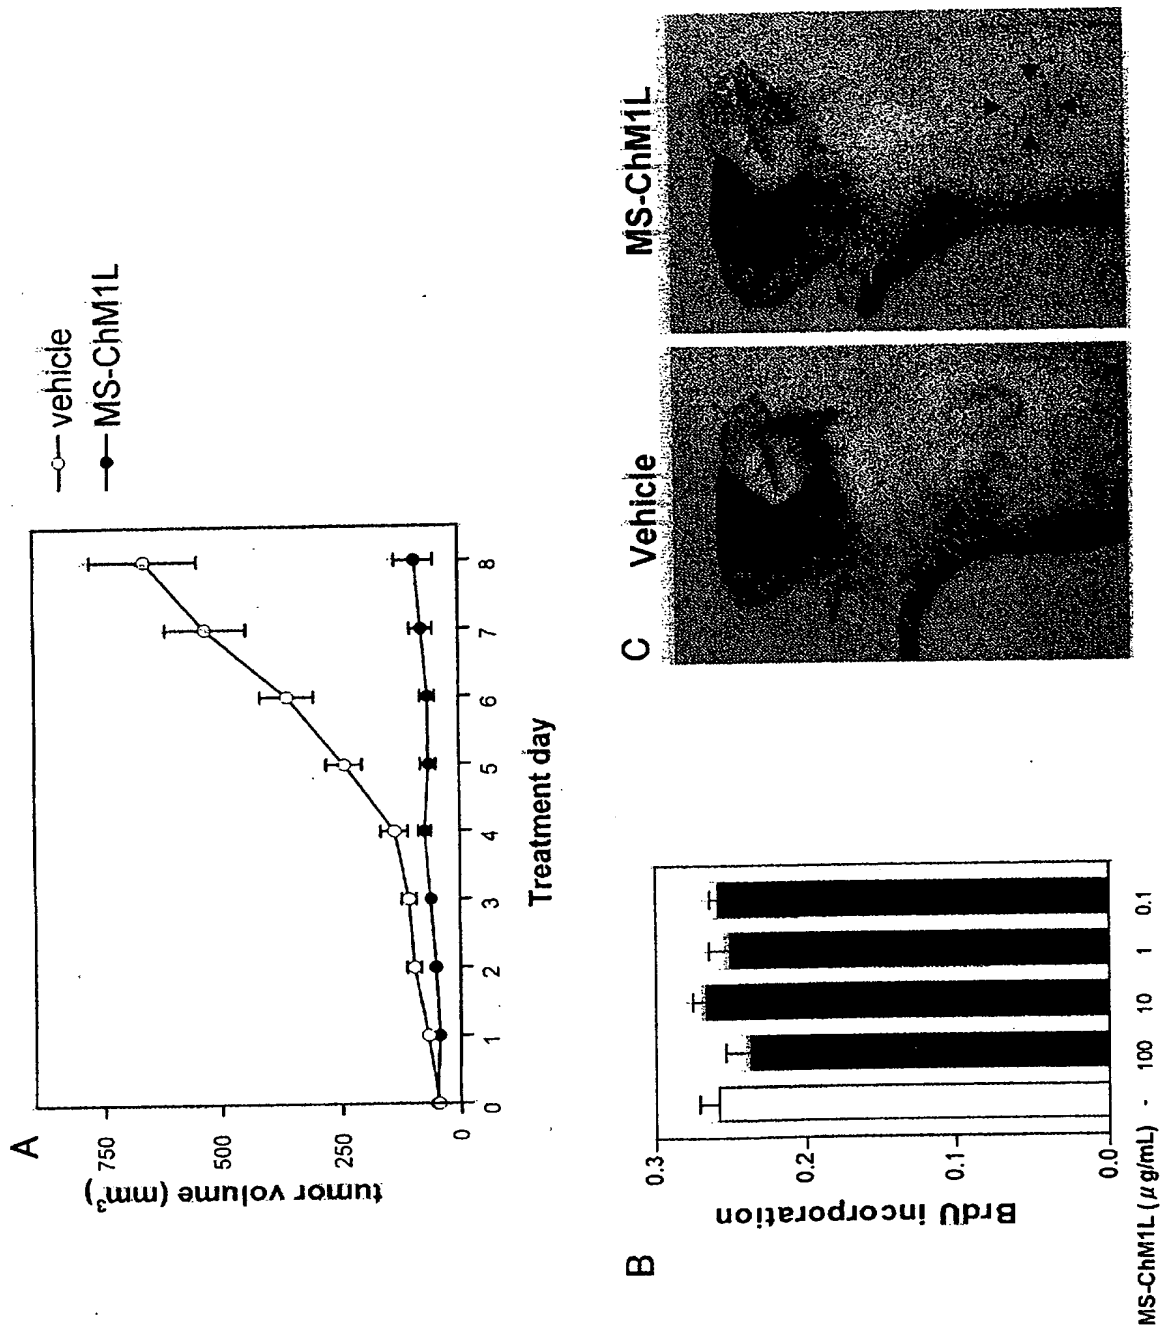 A
vehicle
MS-ChM1L
tumor volume (mm³)
750
500
250
0
0 1 2 3 4 5 6 7 8
Treatment day
B
BrdU incorporation
0.3
0.2
0.1
0.0
MS-ChM1L (μg/mL) - 100 10 1 0.1
C
Vehicle MS-ChM1L